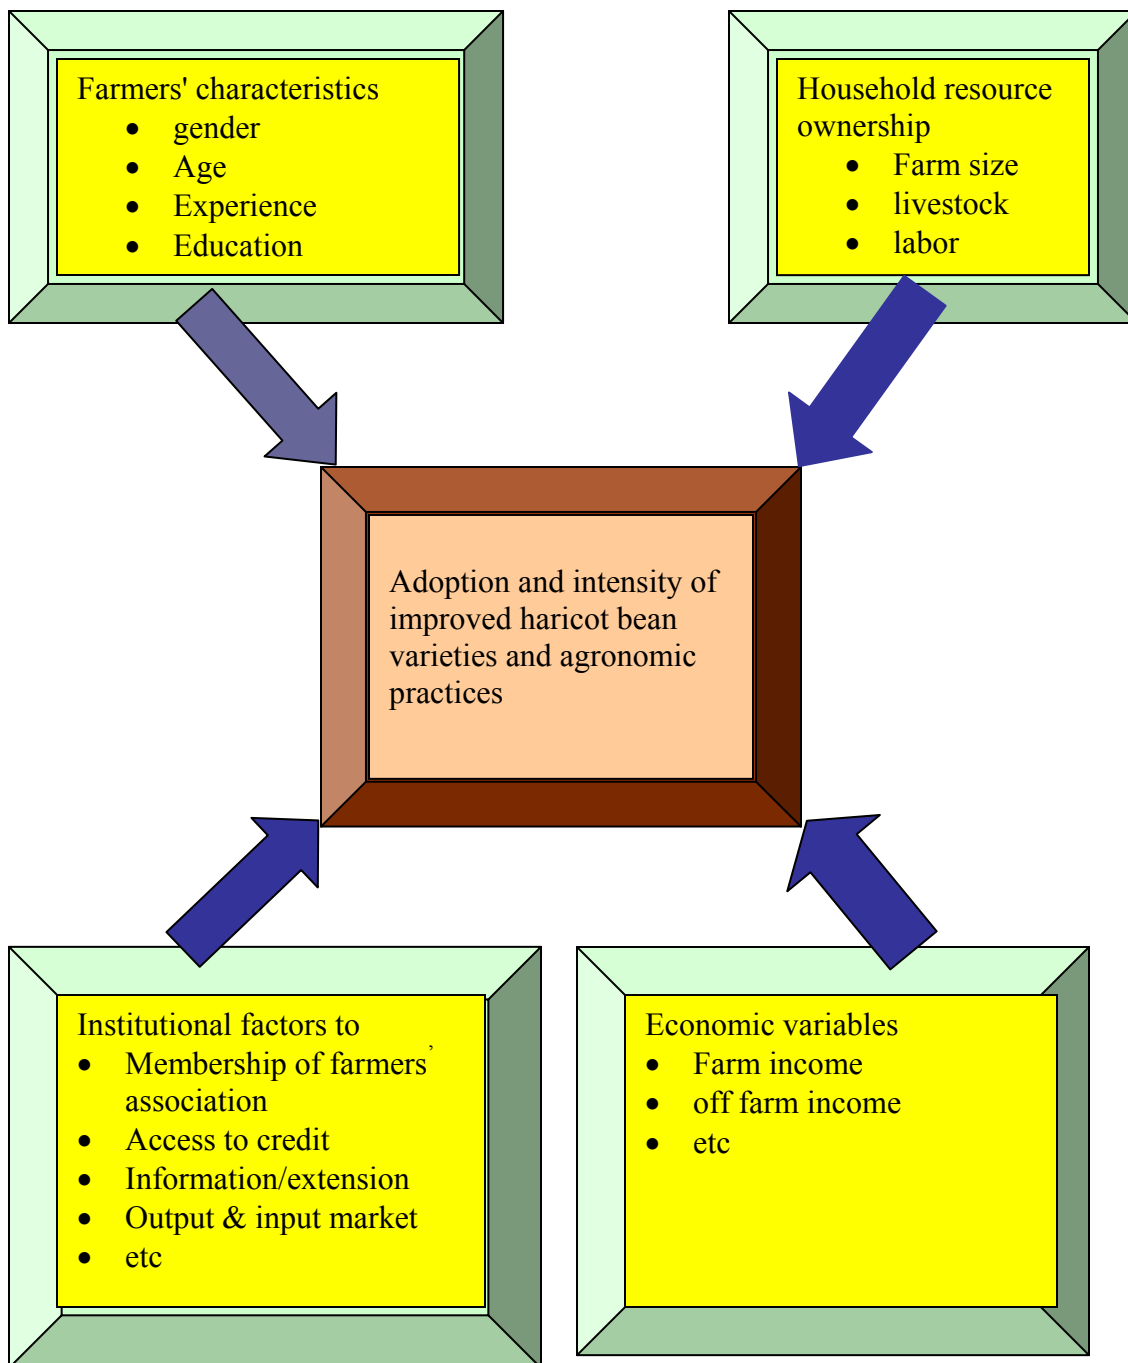 Farmers' characteristics
• gender
• Age
• Experience
• Education
Household resource
ownership
• Farm size
• livestock
• labor
Adoption and intensity of
improved haricot bean
varieties and agronomic
practices
Institutional factors to
• Membership of farmers’
association
• Access to credit
• Information/extension
• Output & input market
• etc
Economic variables
• Farm income
• off farm income
• etc